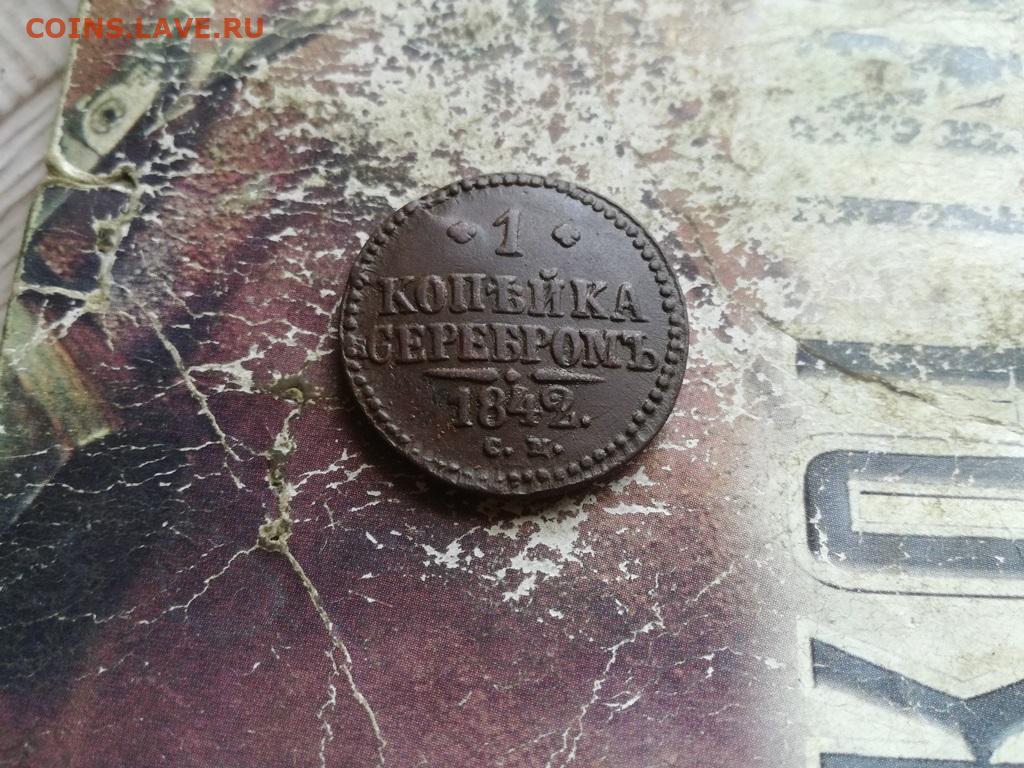 COINS.LAVE.RU
1
КОПѢЙКА
СЕРЕБРОМЪ
1842.
С. М.